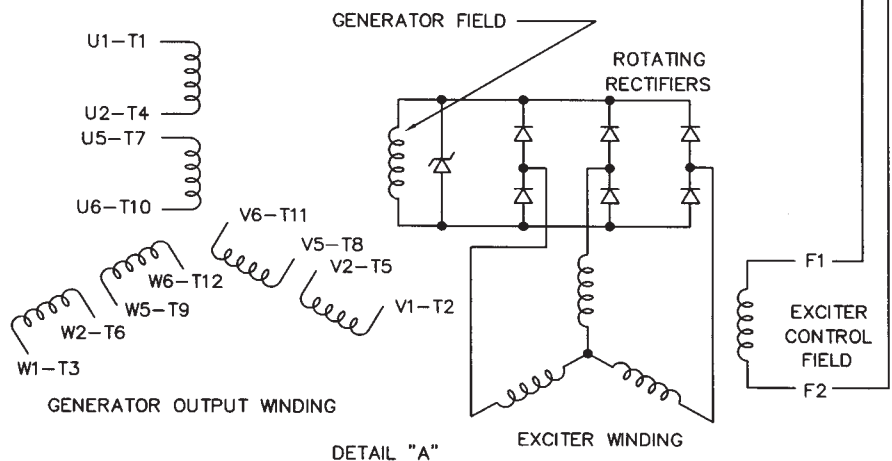 GENERATOR FIELD
U1-T1
ROTATING
RECTIFIERS
U2-T4
U5-T7
U6-T10
V6-T11
V5-T8
V2-T5
W6-T12
W5-T9
V1-T2
W2-T6
W1-T3
F1
EXCITER
CONTROL
FIELD
F2
GENERATOR OUTPUT WINDING
EXCITER WINDING
DETAIL "A"